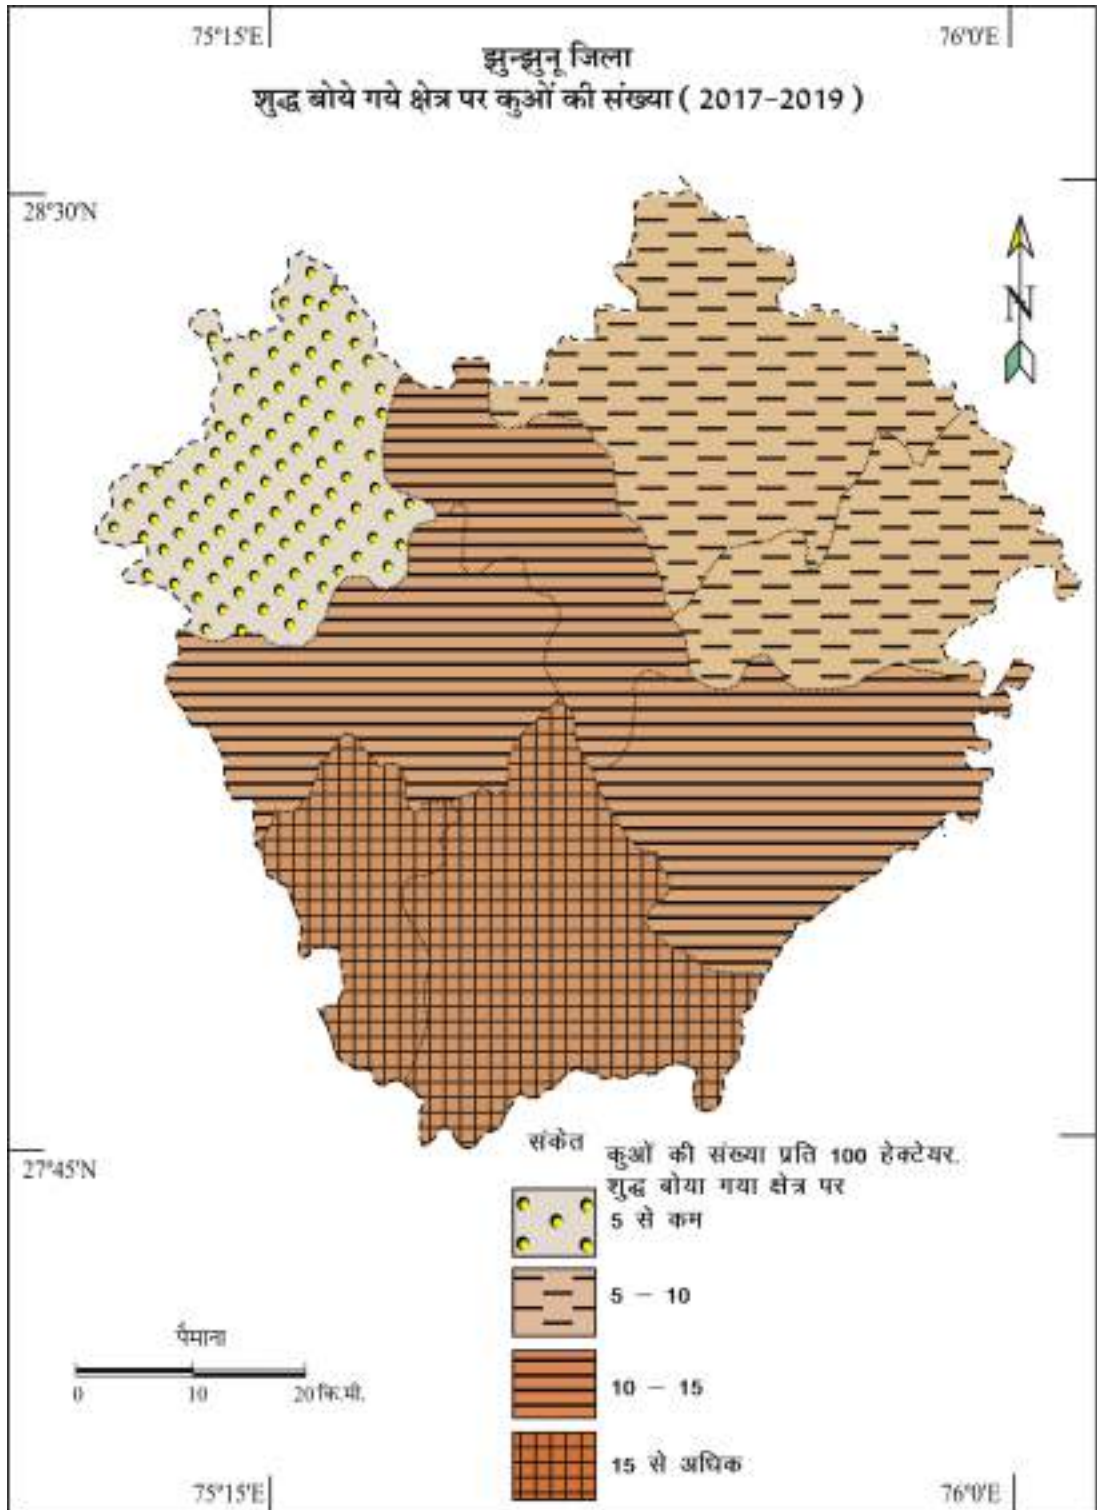 75°15'E 76°0'E
झुन्झुनू जिला
शुद्ध बोये गये क्षेत्र पर कुओं की संख्या ( 2017-2019 )
28°30'N
N
27°45'N
संकेत
कुओं की संख्या प्रति 100 हेक्टेयर.
शुद्ध बोया गया क्षेत्र पर
5 से कम
5 – 10
10 – 15
15 से अधिक
पैमाना
0 10 20 कि.मी.
75°15'E 76°0'E